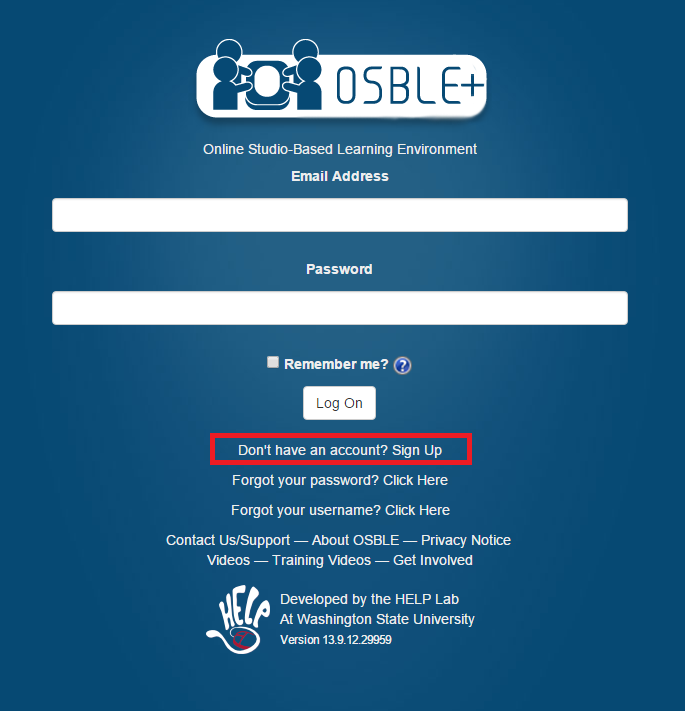 OSBLE+
Online Studio-Based Learning Environment
Email Address
Password
Remember me? ?
Log On
Don't have an account? Sign Up
Forgot your password? Click Here
Forgot your username? Click Here
Contact Us/Support — About OSBLE — Privacy Notice
Videos — Training Videos — Get Involved
HELP
Developed by the HELP Lab
At Washington State University
Version 13.9.12.29959